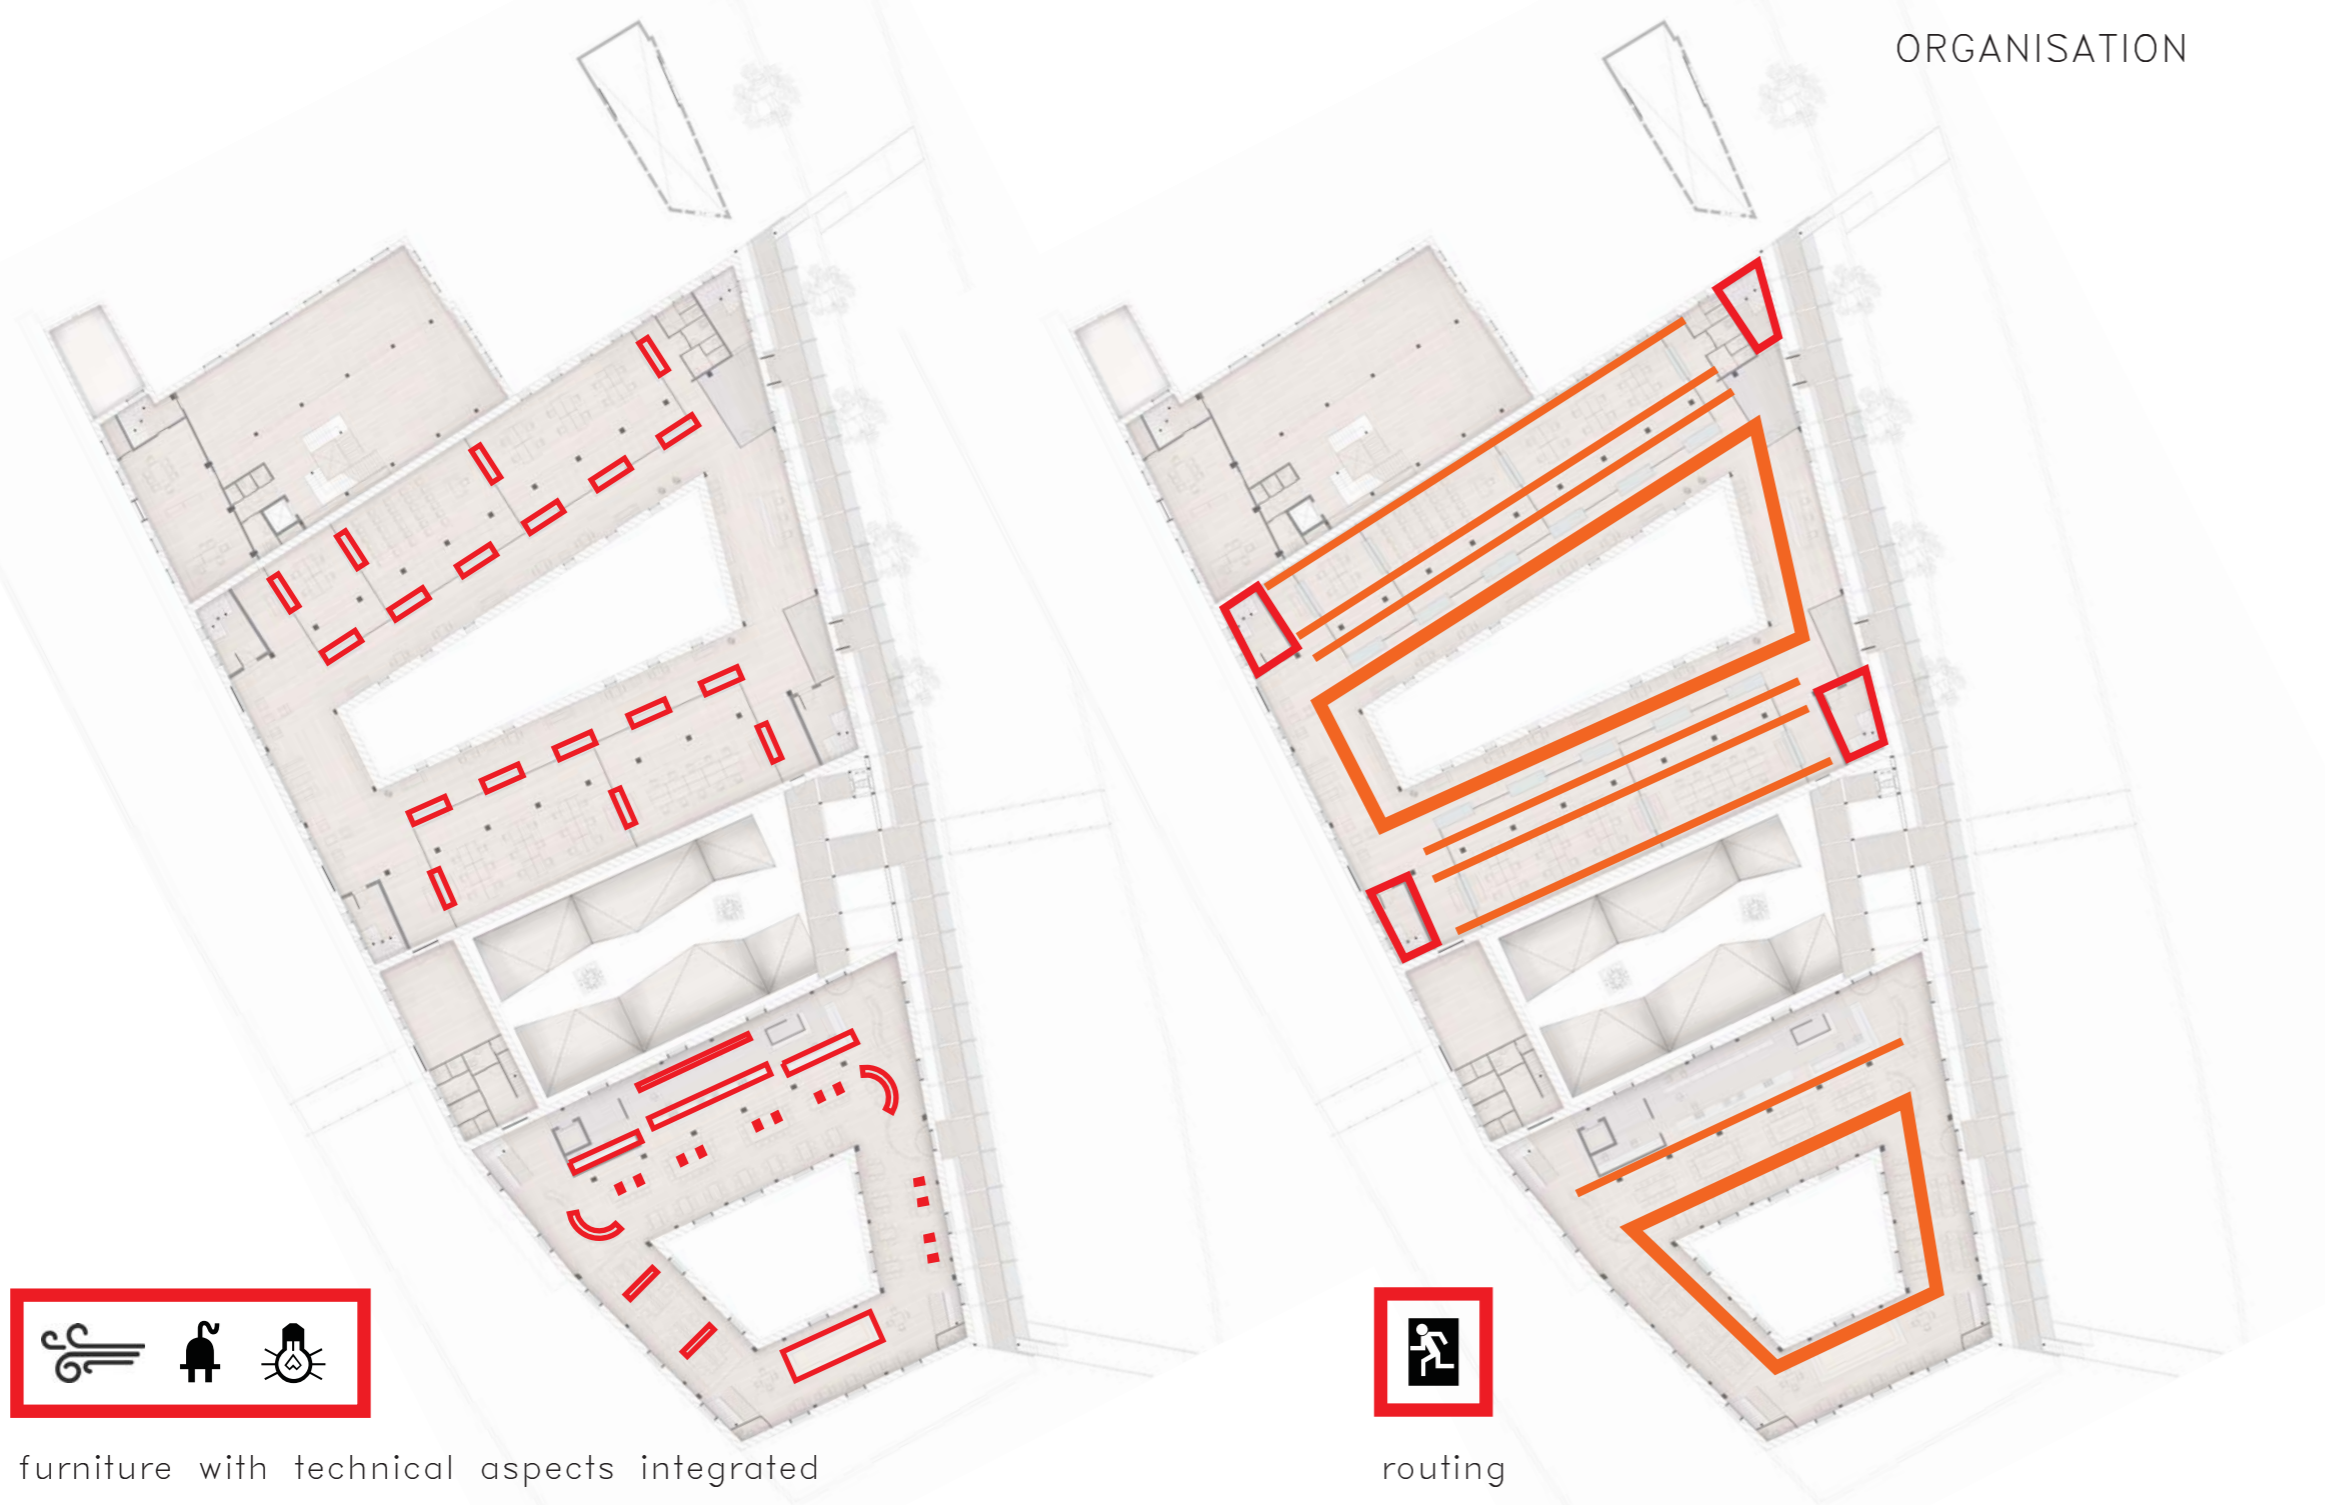 ORGANISATION
furniture with technical aspects integrated
routing